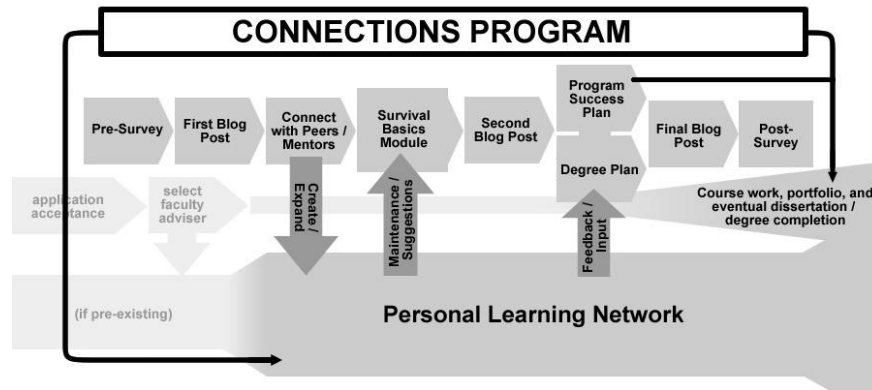 CONNECTIONS PROGRAM
Pre-Survey
First Blog
Post
Connect
with Peers /
Mentors
Survival
Basics
Module
Second
Blog Post
Program
Success
Plan
Degree Plan
Final Blog
Post
Post-
Survey
application
acceptance
select
faculty
adviser
Create /
Expand
Maintenance /
Suggestions
Feedback /
Input
Course work, portfolio, and
eventual dissertation /
degree completion
(if pre-existing)
Personal Learning Network